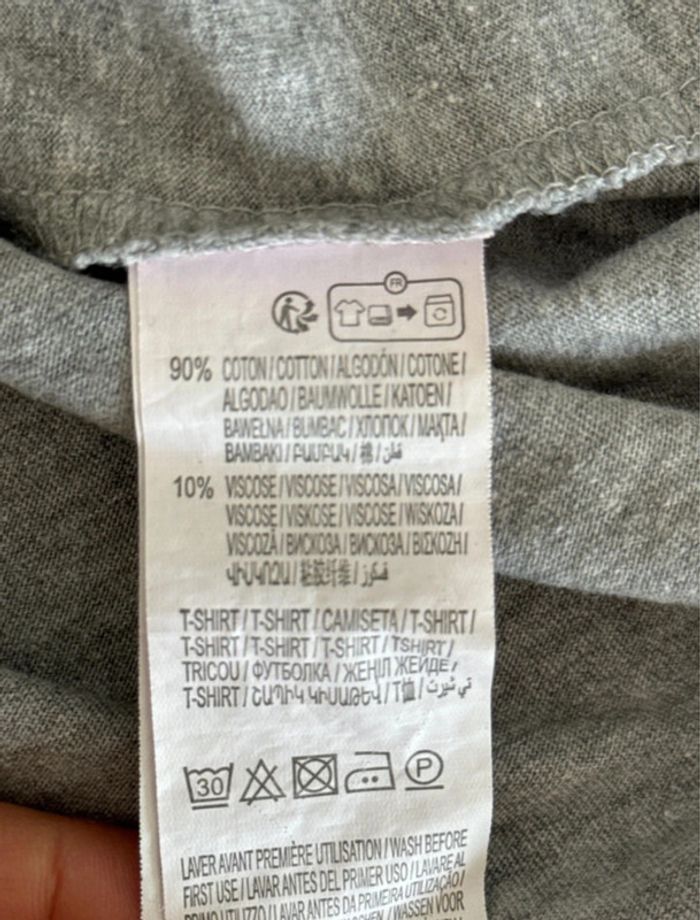 FR
90% COTON / COTTON / ALGODÓN / COTONE /
ALGODAO / BAUMWOLLE / KATOEN /
BAWELNA / BUMBAC / ХЛОПОК / МАҚТА /
BAMBAKI / ԲԱՄԲԱԿ / 棉 / قطن
10% VISCOSE / VISCOSE / VISCOSA / VISCOSA /
VISCOSE / VISKOSE / VISCOSE / WISKOZA /
VISCOZĂ / ВИСКОЗА / ВИСКОЗА / ΒΙΣΚΟΖΗ /
ՎԻՍԿՈԶԱ / 粘胶纤维 / فسكوز
T-SHIRT / T-SHIRT / CAMISETA / T-SHIRT /
T-SHIRT / T-SHIRT / T-SHIRT / TSHIRT /
TRICOU / ФУТБОЛКА / ЖЕҢІЛ ЖЕЙДЕ /
T-SHIRT / ՇԱՊԻԿ ԿԻՍԱԹԵՎ / T恤 / تي شيرت
30 P
LAVER AVANT PREMIÈRE UTILISATION / WASH BEFORE
FIRST USE / LAVAR ANTES DEL PRIMER USO / LAVARE AL
PRIMO UTILIZZO / LAVAR ANTES DA PRIMEIRA UTILIZAÇÃO /
WASSEN VOOR